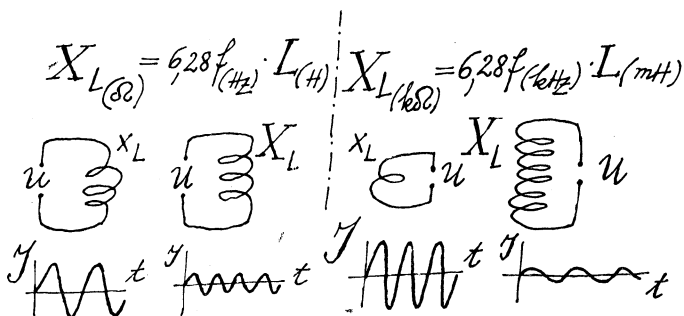 X_L(Ω) = 6,28 f(Hz) · L(H)
X_L(kΩ) = 6,28 f(kHz) · L(mH)
u x_L
u X_L
x_L u
X_L u
J t
J t
J t
J t